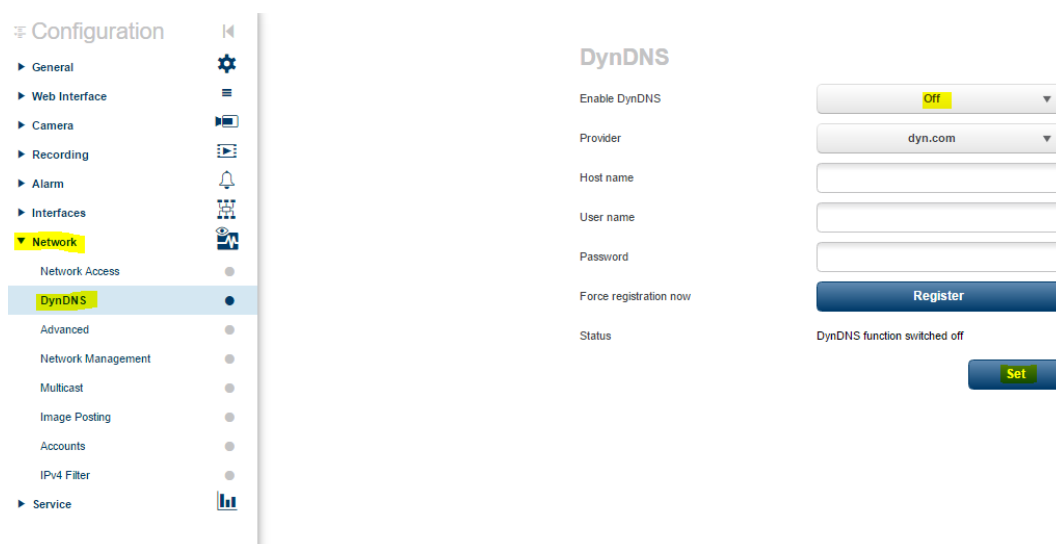 Configuration
General
Web Interface
Camera
Recording
Alarm
Interfaces
Network
Network Access
DynDNS
Advanced
Network Management
Multicast
Image Posting
Accounts
IPv4 Filter
Service
DynDNS
Enable DynDNS Off
Provider dyn.com
Host name
User name
Password
Force registration now Register
Status DynDNS function switched off
Set